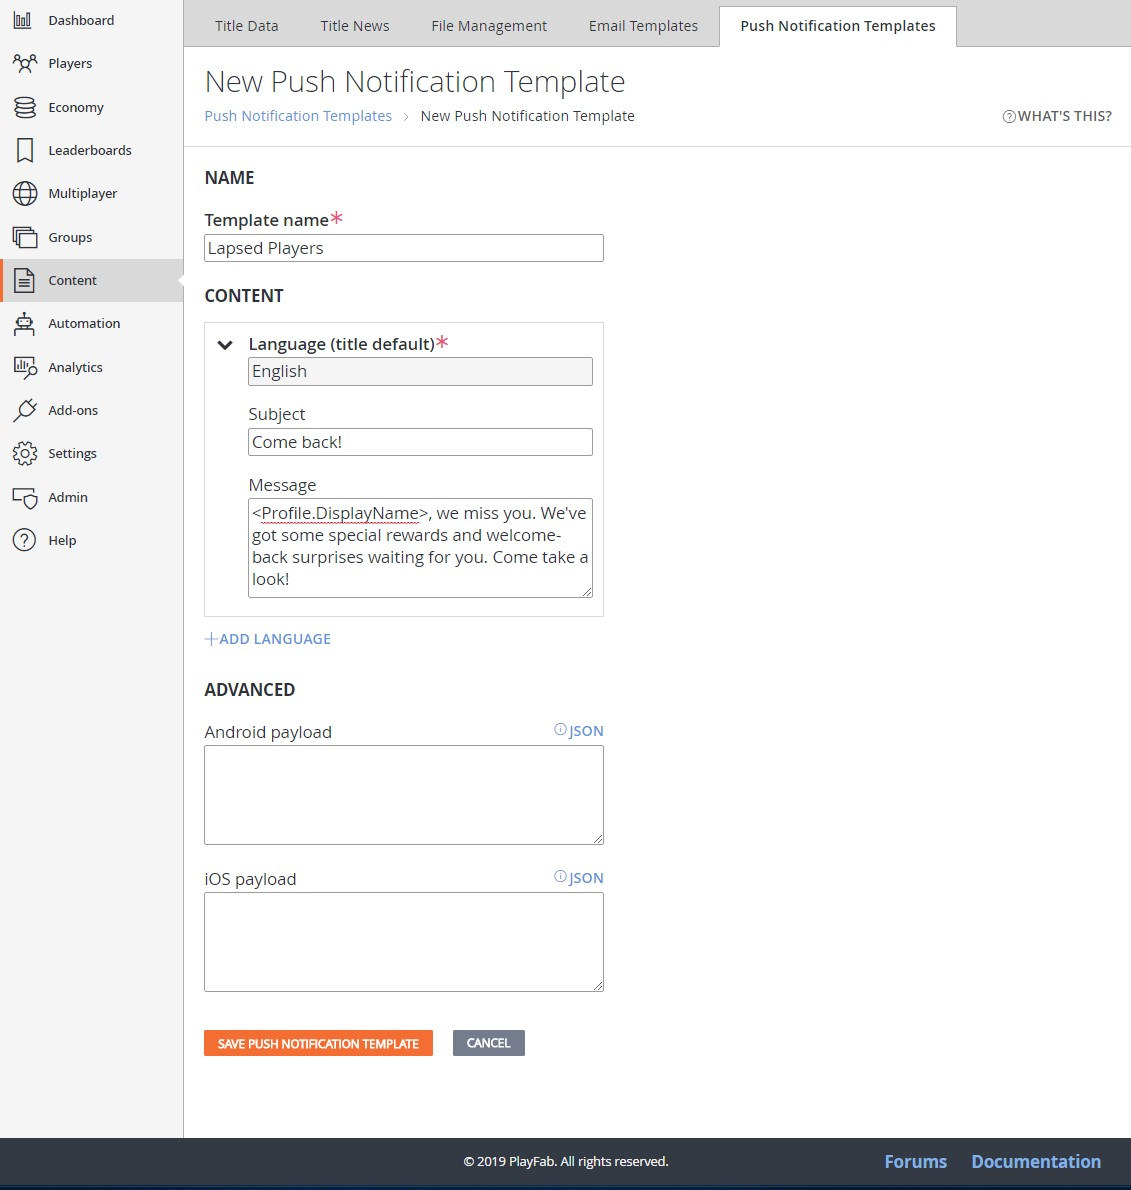 Dashboard
Players
Economy
Leaderboards
Multiplayer
Groups
Content
Automation
Analytics
Add-ons
Settings
Admin
Help
Title Data
Title News
File Management
Email Templates
Push Notification Templates
New Push Notification Template
Push Notification Templates > New Push Notification Template
WHAT'S THIS?
NAME
Template name*
Lapsed Players
CONTENT
Language (title default)*
English
Subject
Come back!
Message
<Profile.DisplayName>, we miss you. We've
got some special rewards and welcome-
back surprises waiting for you. Come take a
look!
+ADD LANGUAGE
ADVANCED
Android payload
JSON
iOS payload
JSON
SAVE PUSH NOTIFICATION TEMPLATE
CANCEL
© 2019 PlayFab. All rights reserved.
Forums
Documentation